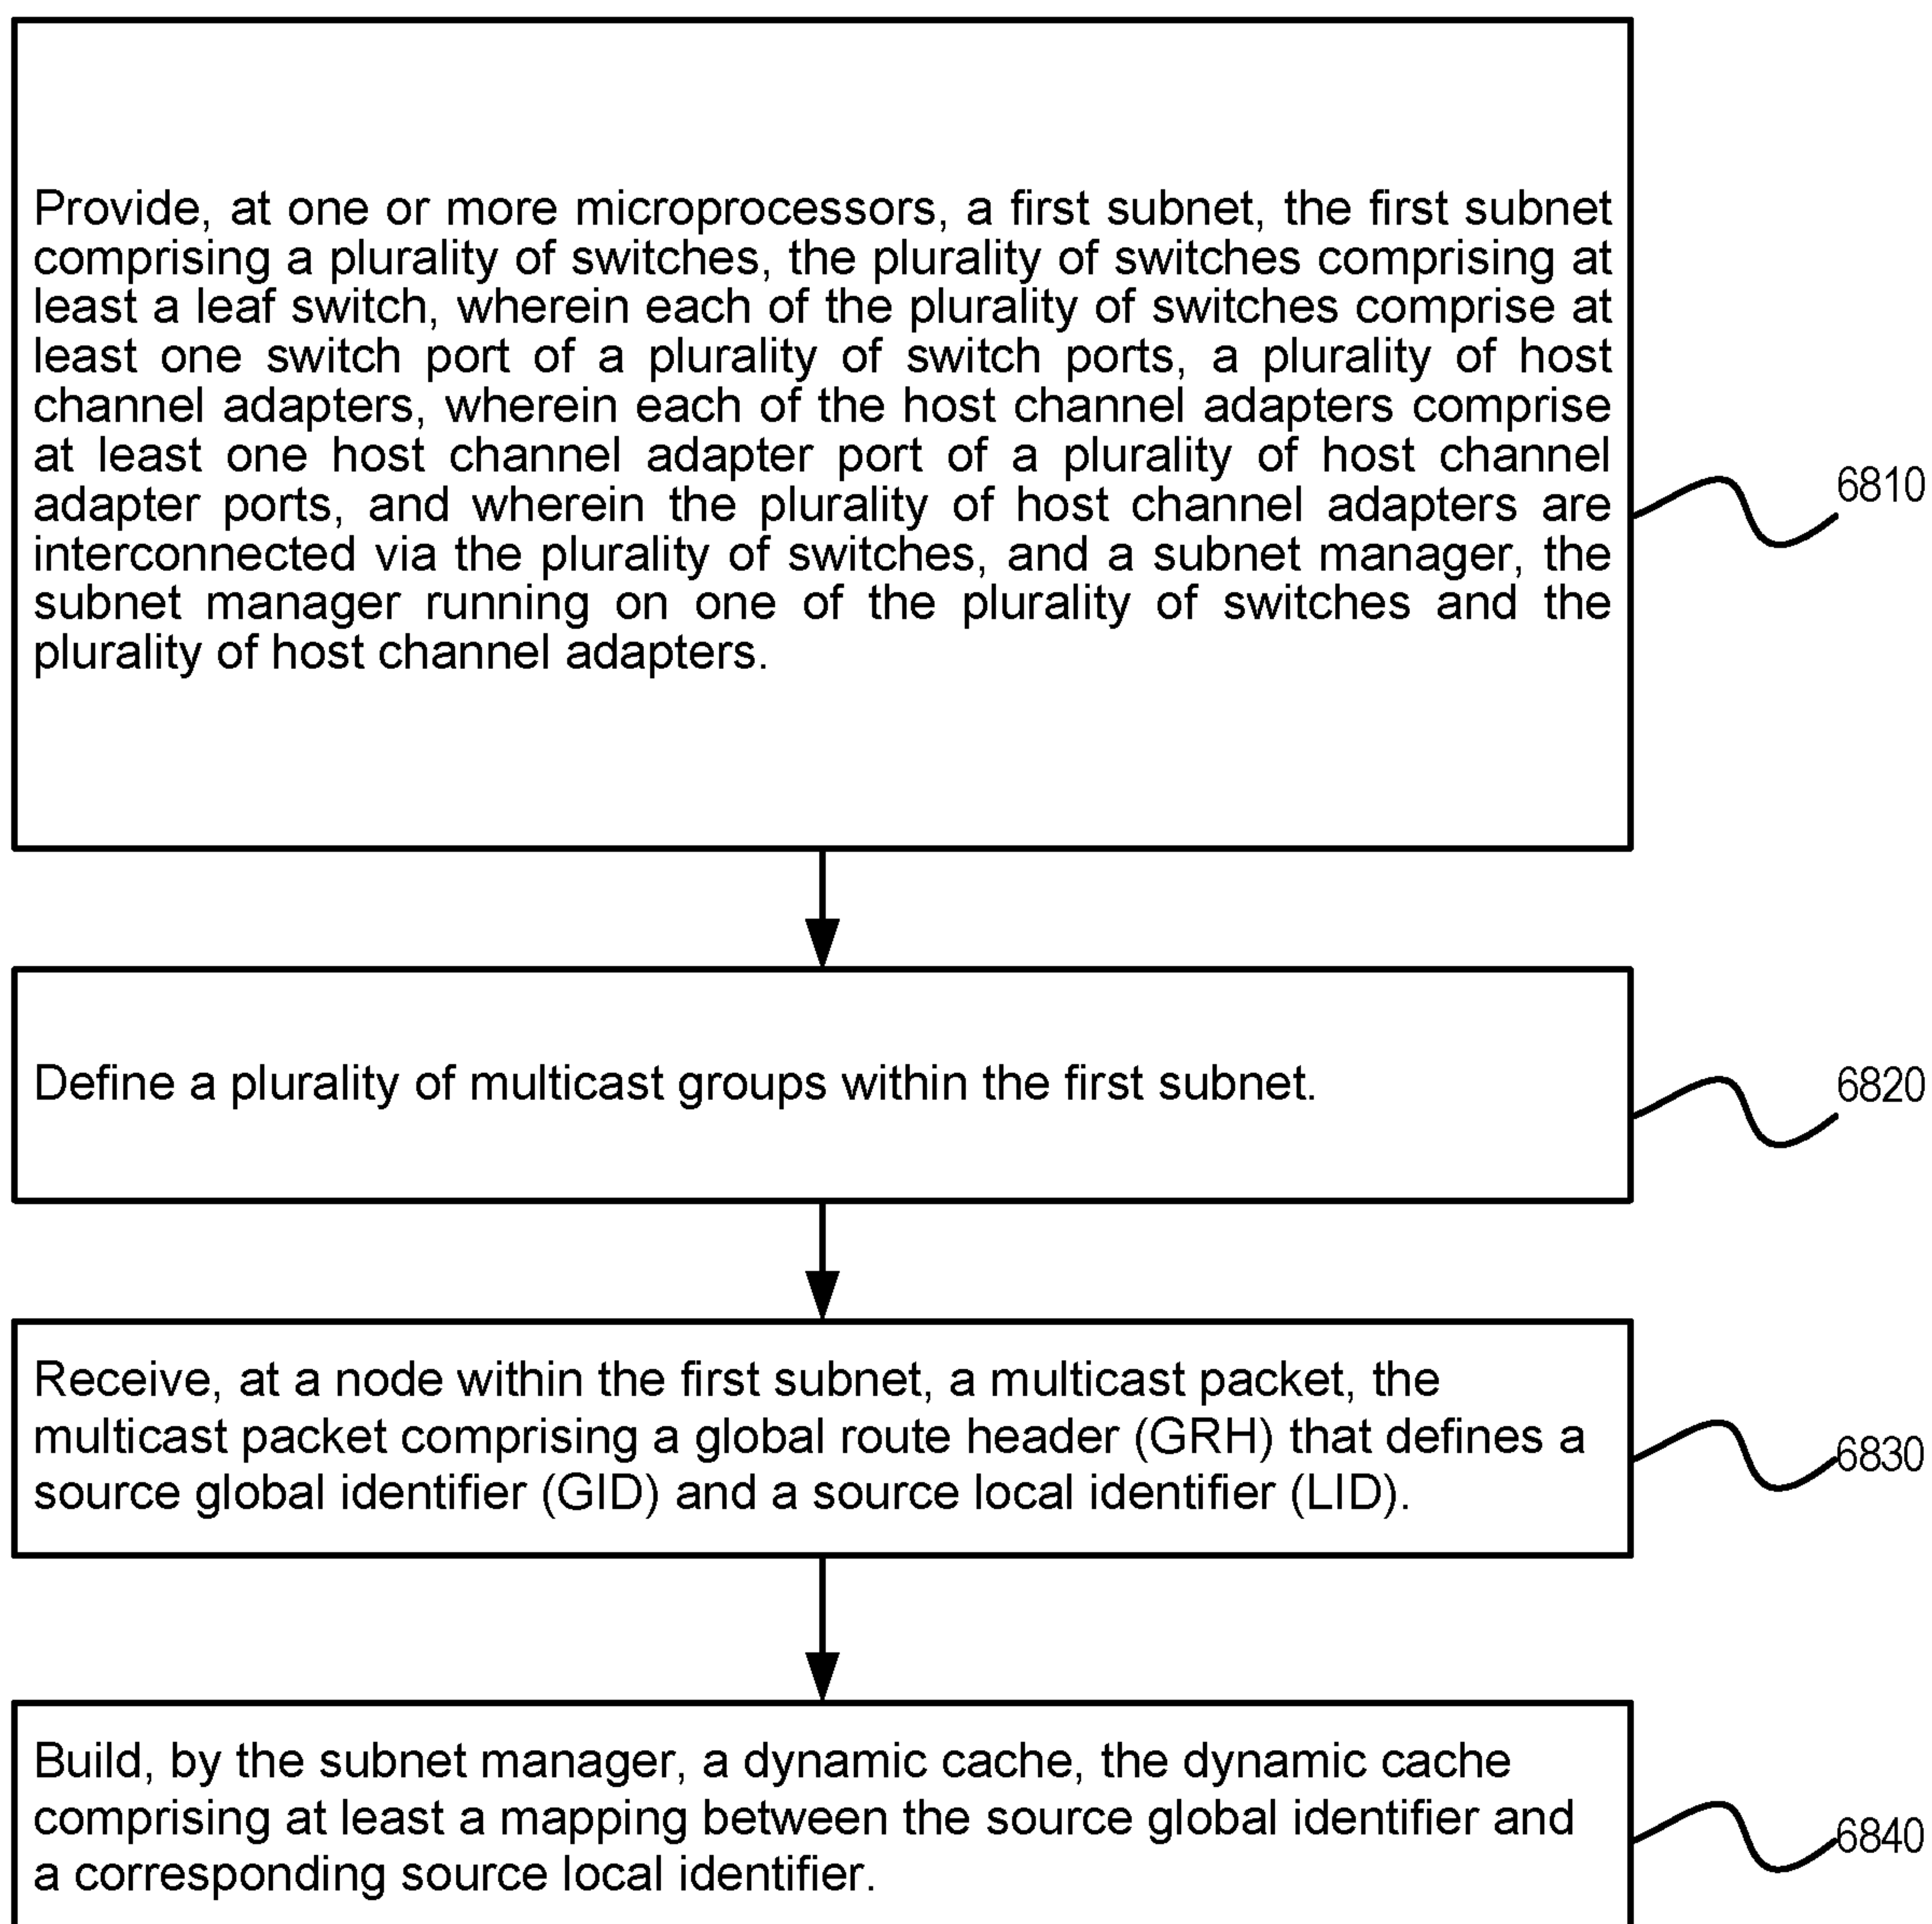 Provide, at one or more microprocessors, a first subnet, the first subnet
comprising a plurality of switches, the plurality of switches comprising at
least a leaf switch, wherein each of the plurality of switches comprise at
least one switch port of a plurality of switch ports, a plurality of host
channel adapters, wherein each of the host channel adapters comprise
at least one host channel adapter port of a plurality of host channel
adapter ports, and wherein the plurality of host channel adapters are
interconnected via the plurality of switches, and a subnet manager, the
subnet manager running on one of the plurality of switches and the
plurality of host channel adapters.
6810
Define a plurality of multicast groups within the first subnet.
6820
Receive, at a node within the first subnet, a multicast packet, the
multicast packet comprising a global route header (GRH) that defines a
source global identifier (GID) and a source local identifier (LID).
6830
Build, by the subnet manager, a dynamic cache, the dynamic cache
comprising at least a mapping between the source global identifier and
a corresponding source local identifier.
6840